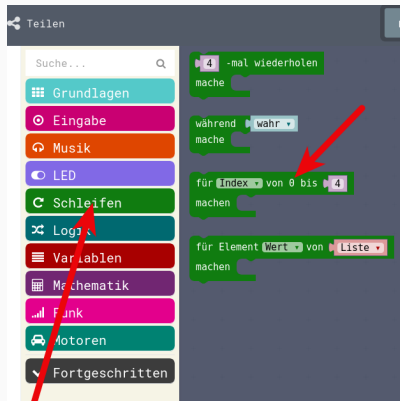 Teilen
Suche...
Grundlagen
Eingabe
Musik
LED
Schleifen
Logik
Variablen
Mathematik
Funk
Motoren
Fortgeschritten
4 -mal wiederholen
mache
während wahr
mache
für Index von 0 bis 4
machen
für Element Wert von Liste
machen